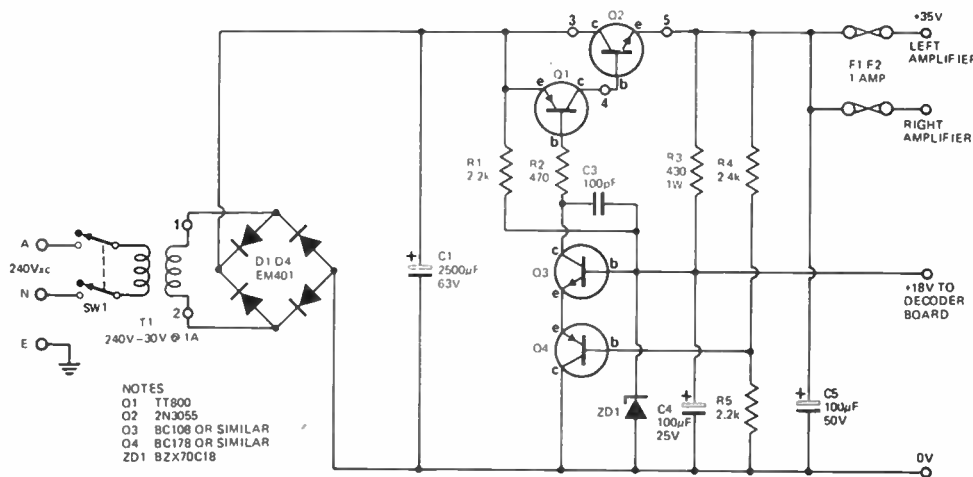 3
c
Q2
e
5
b
+35V
LEFT
AMPLIFIER
F1 F2
1 AMP
RIGHT
AMPLIFIER
Q1
e
c
4
b
R1
2.2k
R2
470
C3
100pF
R3
430
1W
R4
2.4k
A
240Vac
N
SW1
E
1
2
T1
240V-30V @ 1A
D1 D4
EM401
+
C1
2500µF
63V
c
Q3
b
e
+18V TO
DECODER
BOARD
e
Q4
b
c
ZD1
+
C4
100µF
25V
R5
2.2k
+
C5
100µF
50V
0V
NOTES
Q1 TT800
Q2 2N3055
Q3 BC108 OR SIMILAR
Q4 BC178 OR SIMILAR
ZD1 BZX70C18